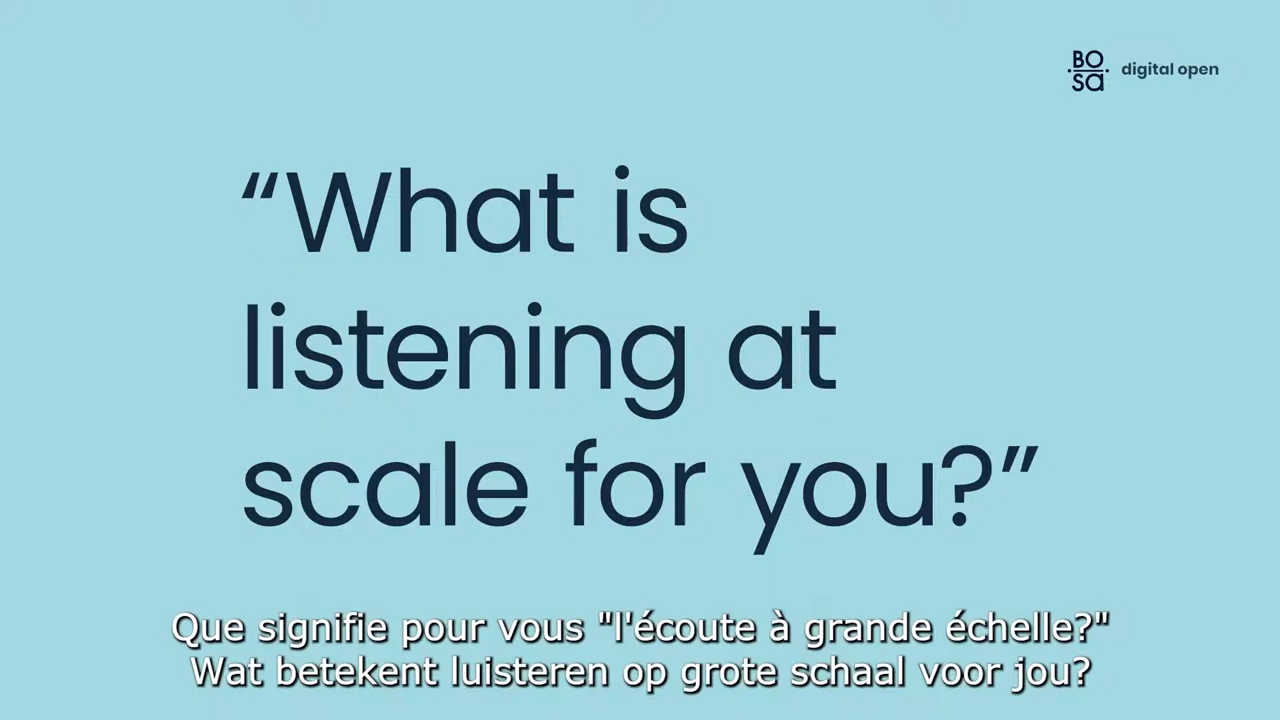 BO
sa
digital open
“What is
listening at
scale for you?”
Que signifie pour vous "l'écoute à grande échelle?"
Wat betekent luisteren op grote schaal voor jou?